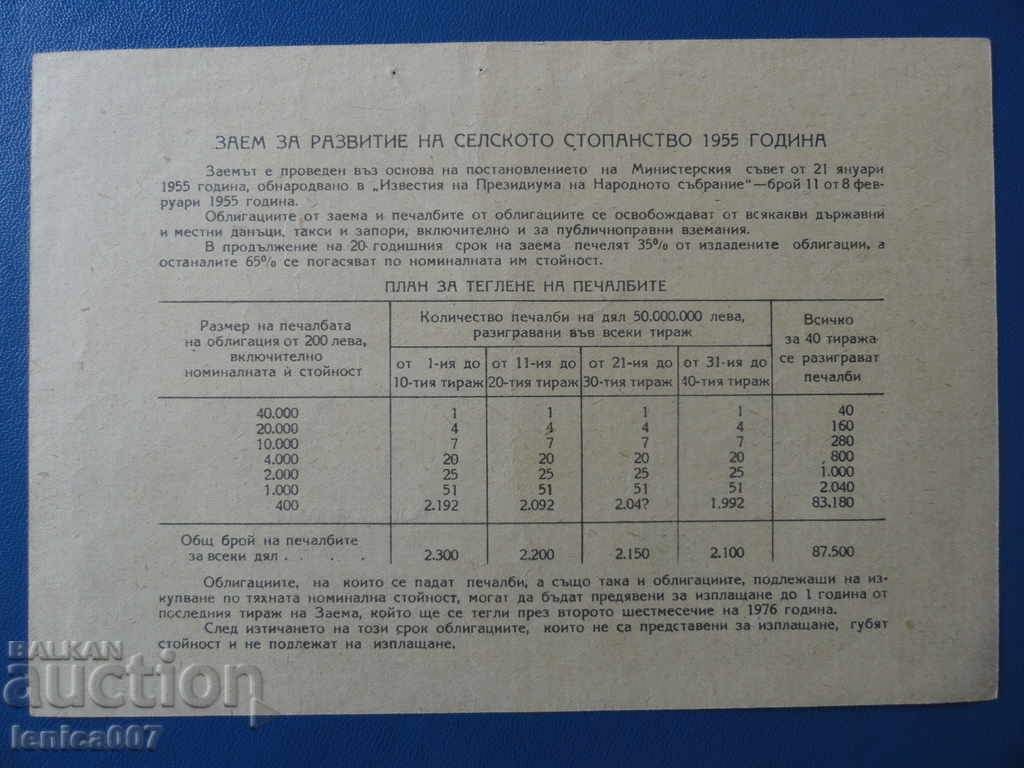 ЗАЕМ ЗА РАЗВИТИЕ НА СЕЛСКОТО СТОПАНСТВО 1955 ГОДИНА
Заемът е проведен въз основа на постановлението на Министерския съвет от 21 януари
1955 година, обнародвано в „Известия на Президиума на Народното събрание“—брой 11 от 8 фев-
руари 1955 година.
Облигациите от заема и печалбите от облигациите се освобождават от всякакви държавни
и местни данъци, такси и запори, включително и за публичноправни вземания.
В продължение на 20-годишния срок на заема печелят 35% от издадените облигации, а
останалите 65% се погасяват по номиналната им стойност.
ПЛАН ЗА ТЕГЛЕНЕ НА ПЕЧАЛБИТЕ
Размер на печалбата
на облигация от 200 лева,
включително
номиналната ѝ стойност
Количество печалби на дял 50.000.000 лева,
разигравани във всеки тираж
от 1-ия до
10-тия тираж
от 11-ия до
20-тия тираж
от 21-ия до
30-тия тираж
от 31-ия до
40-тия тираж
Всичко
за 40 тиража
се разиграват
печалби
40.000 1 1 1 1 40
20.000 4 4 4 4 160
10.000 7 7 7 7 280
4.000 20 20 20 20 800
2.000 25 25 25 25 1.000
1.000 51 51 51 51 2.040
400 2.192 2.092 2.04? 1.992 83.180
Общ брой на печалбите
за всеки дял . . . . 2.300 2.200 2.150 2.100 87.500
Облигациите, на които се падат печалби, а също така и облигациите, подлежащи на из-
купване по тяхната номинална стойност, могат да бъдат предявени за изплащане до 1 година от
последния тираж на Заема, който ще се тегли през второто шестмесечие на 1976 година.
След изтичането на този срок облигациите, които не са представени за изплащане, губят
стойност и не подлежат на изплащане.
BALKAN
auction
lenica007